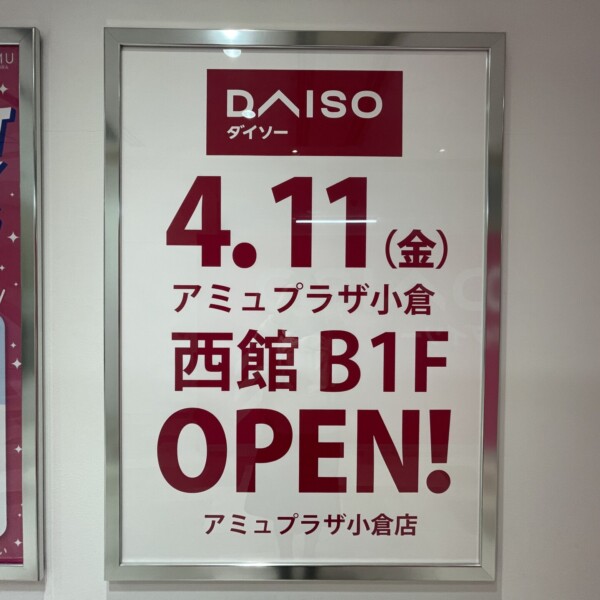 DAISO
ダイソー
4.11(金)
アミュプラザ小倉
西館 B1F
OPEN!
アミュプラザ小倉店